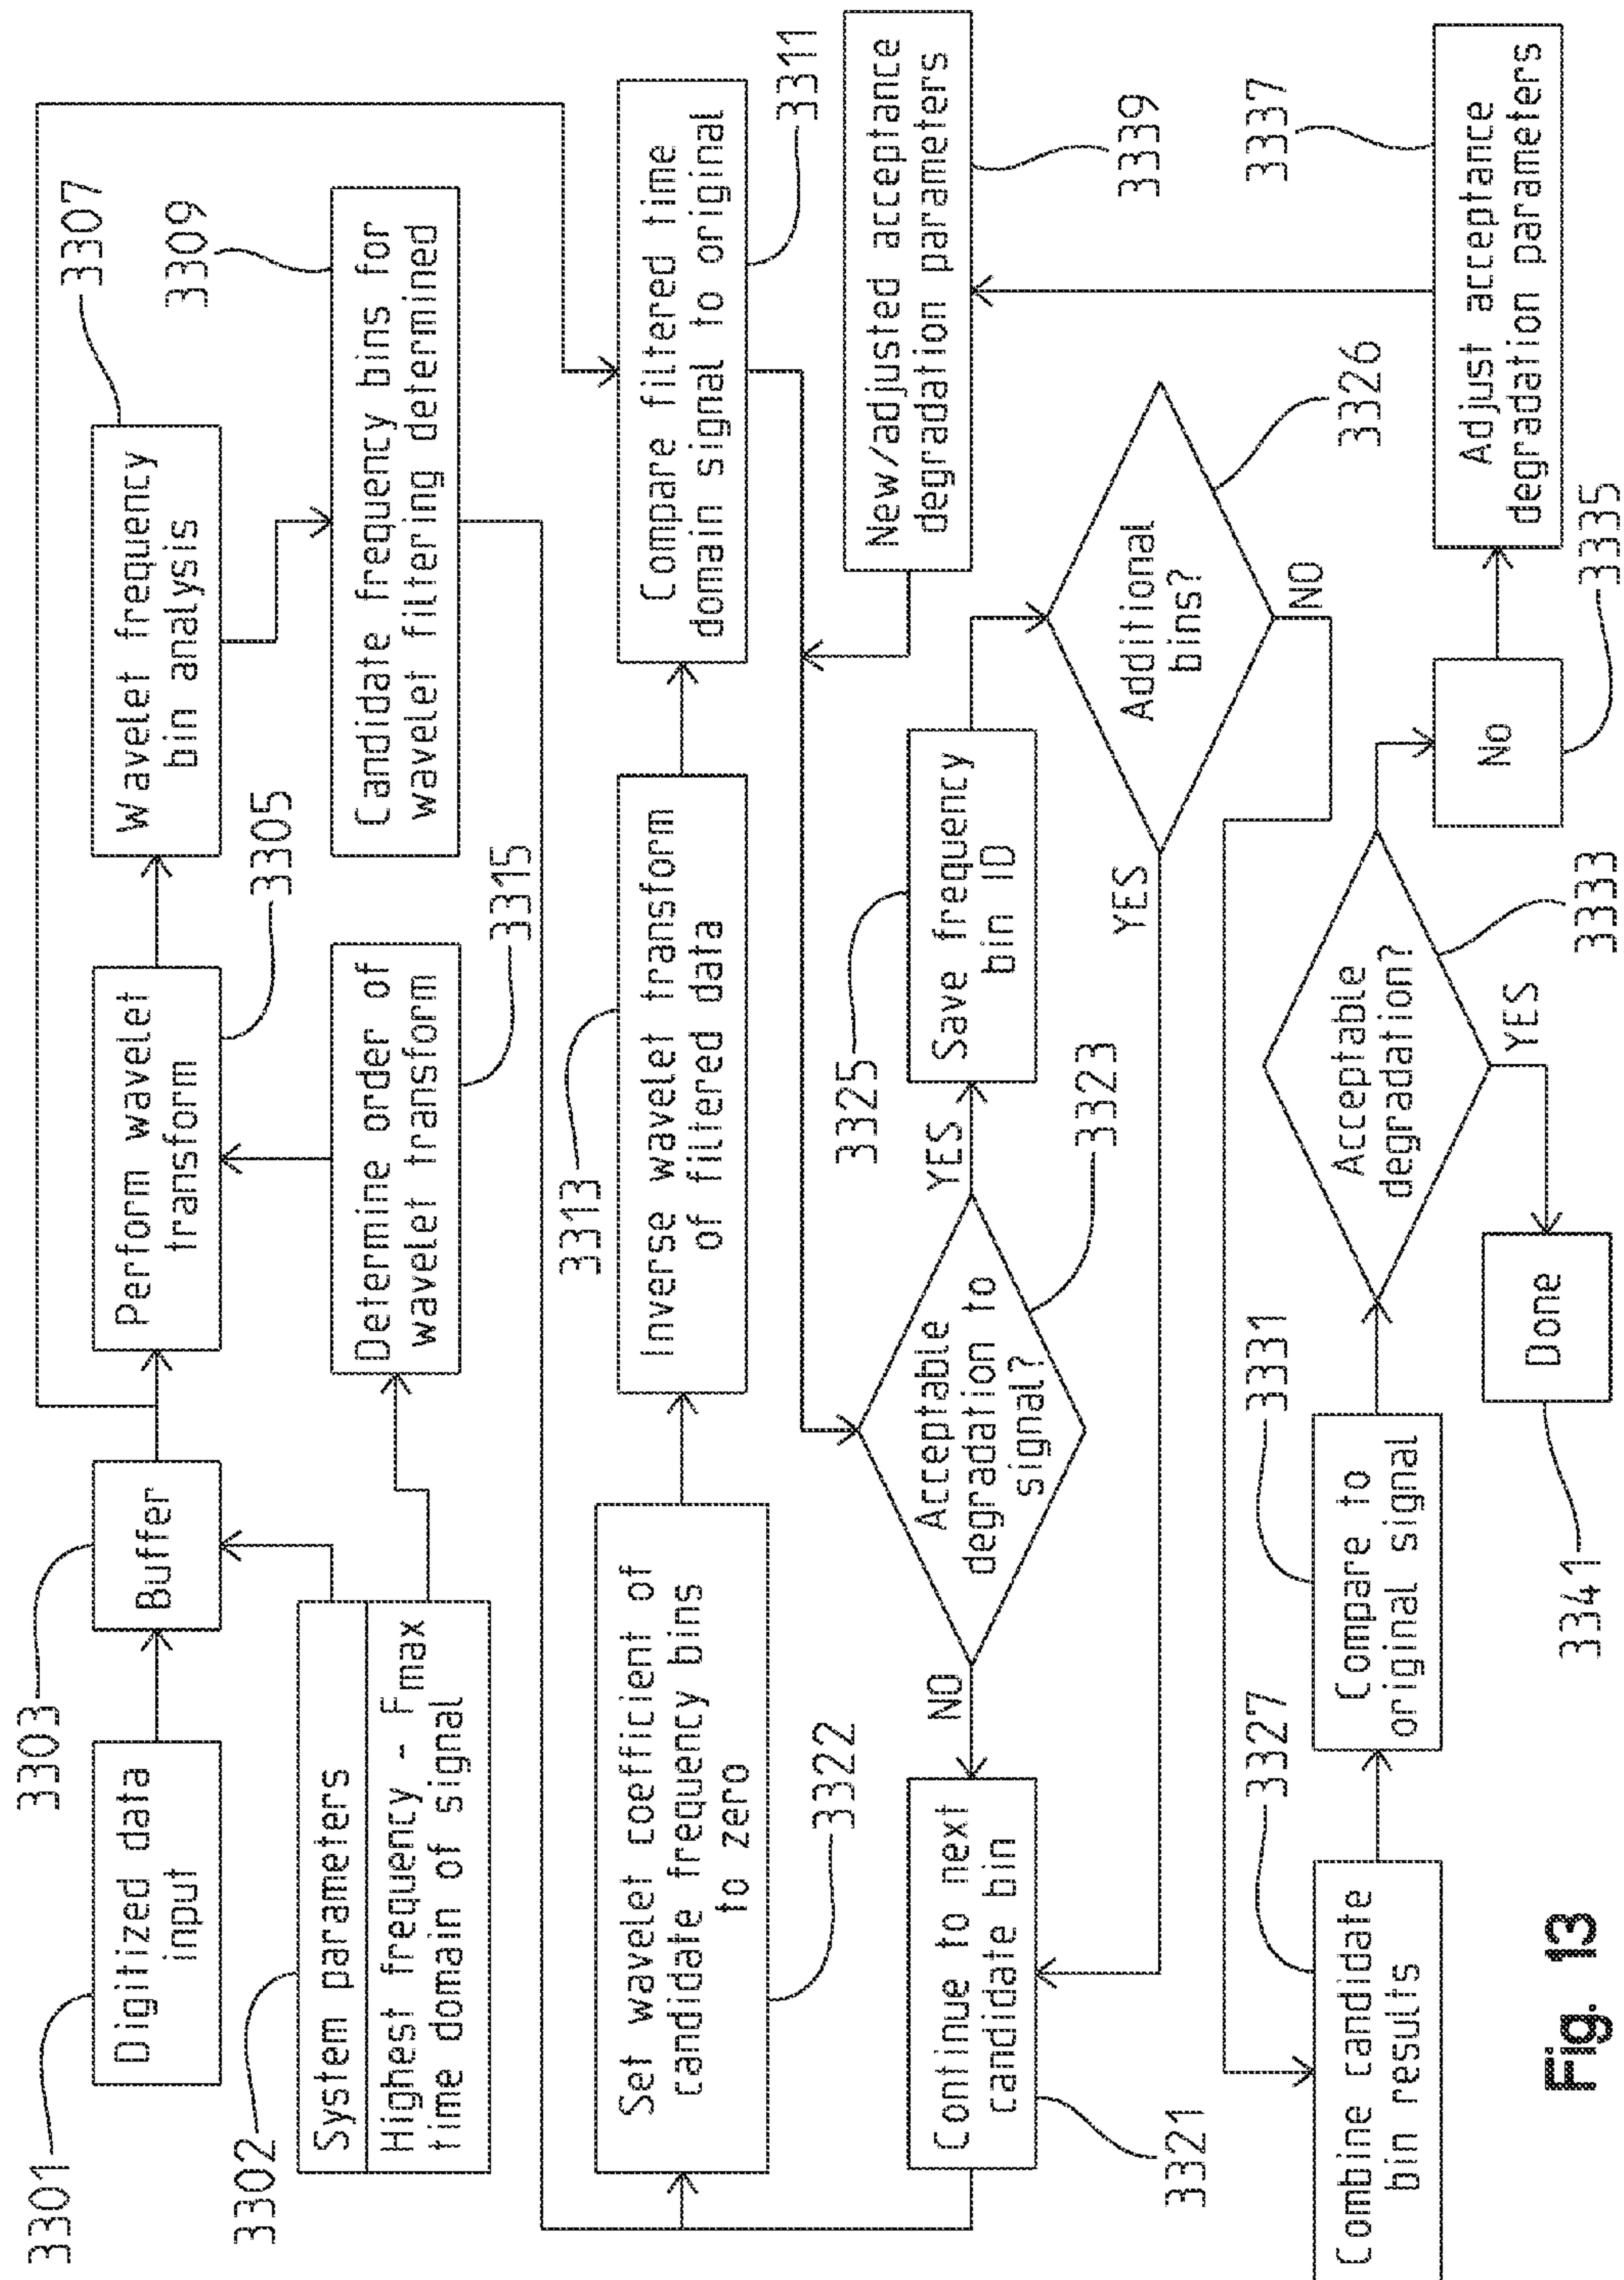 3301
Digitized data
input
3303
Buffer
Perform wavelet
transform
3305
Wavelet frequency
bin analysis
3307
3302
System parameters
Highest frequency - Fmax
time domain of signal
Determine order of
wavelet transform
3315
Candidate frequency bins for
wavelet filtering determined
3309
Set wavelet coefficient of
candidate frequency bins
to zero
3322
3313
Inverse wavelet transform
of filtered data
Compare filtered time
domain signal to original
3311
Continue to next
candidate bin
3321
NO
Acceptable
degradation to
signal?
3323
YES
3325
Save frequency
bin ID
New/adjusted acceptance
degradation parameters
3339
Additional
bins?
3326
YES
NO
Combine candidate
bin results
3327
Compare to
original signal
3331
Acceptable
degradation?
3333
YES
No
3335
Adjust acceptance
degradation parameters
3337
Done
3341
Fig. 13